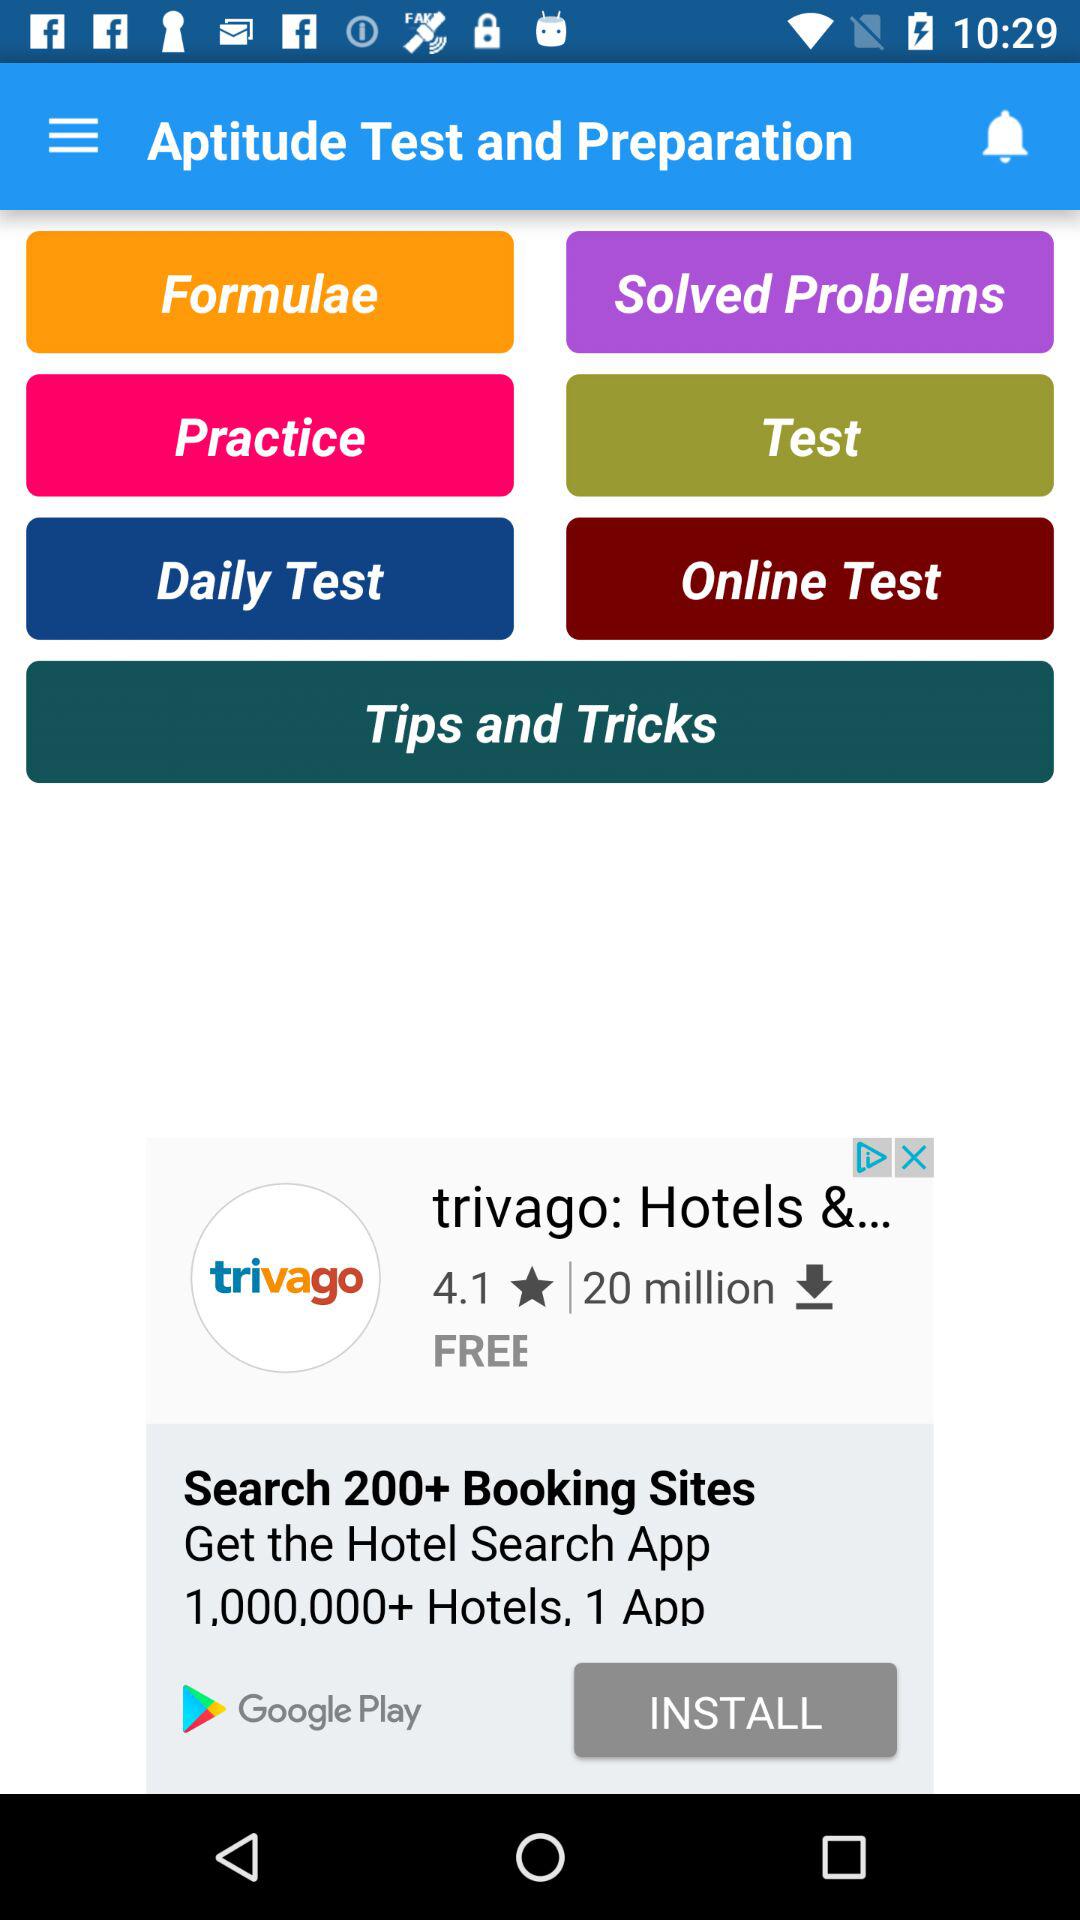 FAKE
10:29
Aptitude Test and Preparation
Formulae
Solved Problems
Practice
Test
Daily Test
Online Test
Tips and Tricks
trivago
trivago: Hotels &...
4.1
20 million
FREE
Search 200+ Booking Sites
Get the Hotel Search App
1,000,000+ Hotels, 1 App
Google Play
INSTALL